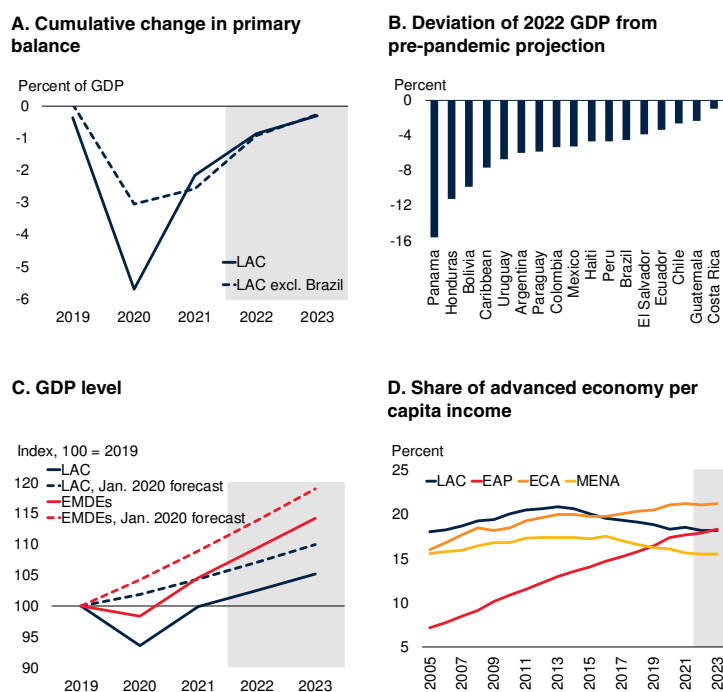 A. Cumulative change in primary
balance
Percent of GDP
0
-1
-2
-3
-4
-5
-6
LAC
LAC excl. Brazil
2019 2020 2021 2022 2023
B. Deviation of 2022 GDP from
pre-pandemic projection
Percent
0
-4
-8
-12
-16
Panama
Honduras
Bolivia
Caribbean
Uruguay
Argentina
Paraguay
Colombia
Mexico
Haiti
Peru
Brazil
El Salvador
Ecuador
Chile
Guatemala
Costa Rica
C. GDP level
Index, 100 = 2019
LAC
LAC, Jan. 2020 forecast
EMDEs
EMDEs, Jan. 2020 forecast
120
115
110
105
100
95
90
2019 2020 2021 2022 2023
D. Share of advanced economy per
capita income
Percent
25
20
15
10
5
LAC EAP ECA MENA
2005
2007
2009
2011
2013
2015
2017
2019
2021
2023